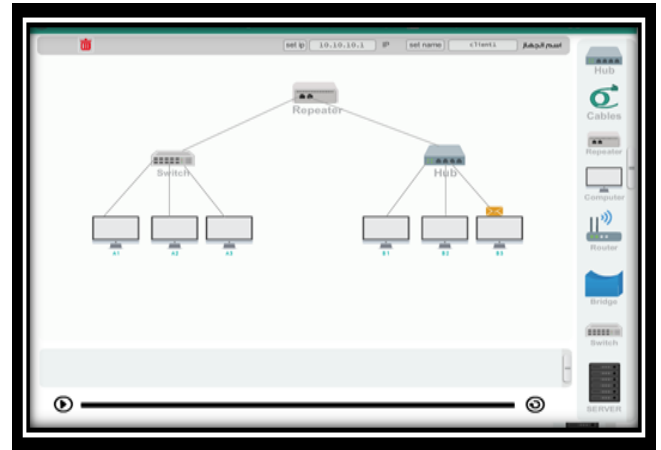 set ip 10.10.10.1 IP set name client1 اسم الجهاز
Hub
Cables
Repeater
Computer
Router
Bridge
Switch
SERVER
Repeater
Switch
Hub
A1 A2 A3
B1 B2 B3